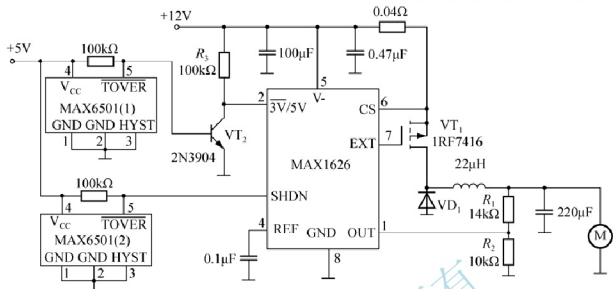 +12V
0.04Ω
+5V
100kΩ
R3
100kΩ
100μF
0.47μF
4
5
VCC
TOVER
MAX6501(1)
GND GND HYST
1
2
3
VT2
2N3904
2
3V/5V
5
V-
CS
6
EXT
7
VT1
1RF7416
MAX1626
22μH
100kΩ
SHDN
4
5
VCC
TOVER
MAX6501(2)
GND GND HYST
1
2
3
4
REF
GND
OUT
1
8
0.1μF
VD1
R1
14kΩ
R2
10kΩ
220μF
M
有